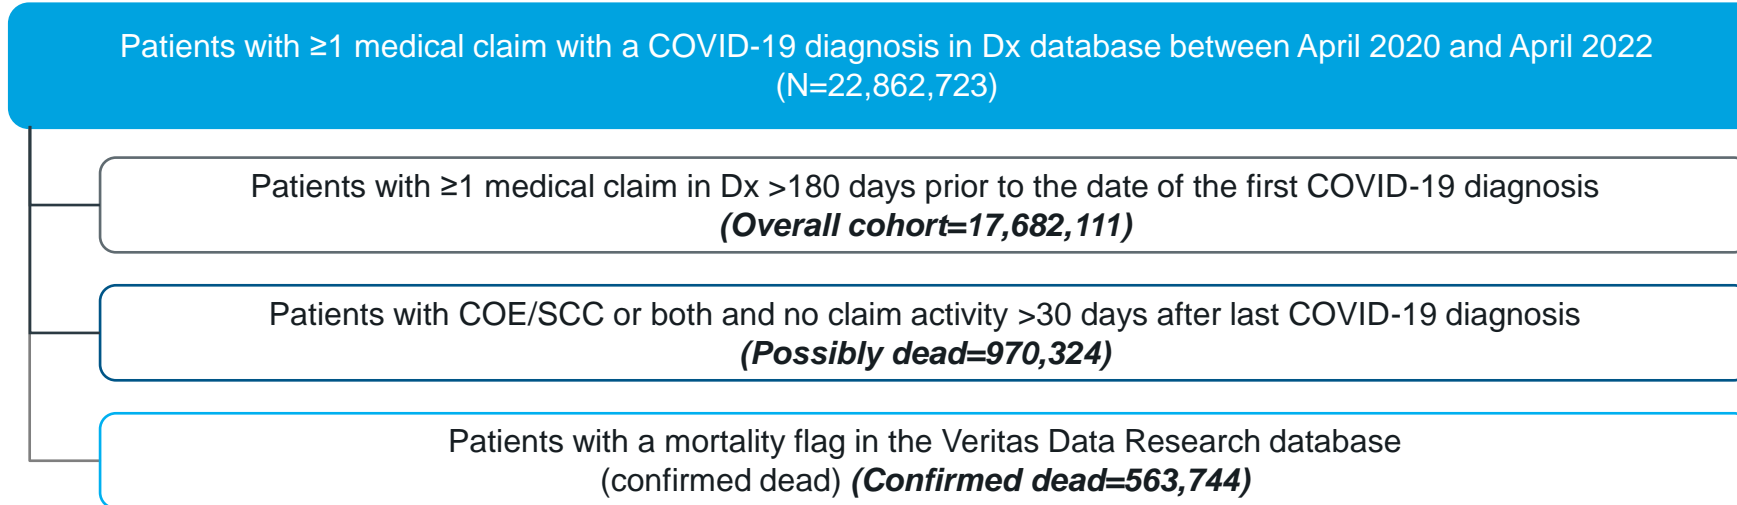 Patients with ≥1 medical claim with a COVID-19 diagnosis in Dx database between April 2020 and April 2022
(N=22,862,723)
Patients with ≥1 medical claim in Dx >180 days prior to the date of the first COVID-19 diagnosis
(Overall cohort=17,682,111)
Patients with COE/SCC or both and no claim activity >30 days after last COVID-19 diagnosis
(Possibly dead=970,324)
Patients with a mortality flag in the Veritas Data Research database
(confirmed dead) (Confirmed dead=563,744)